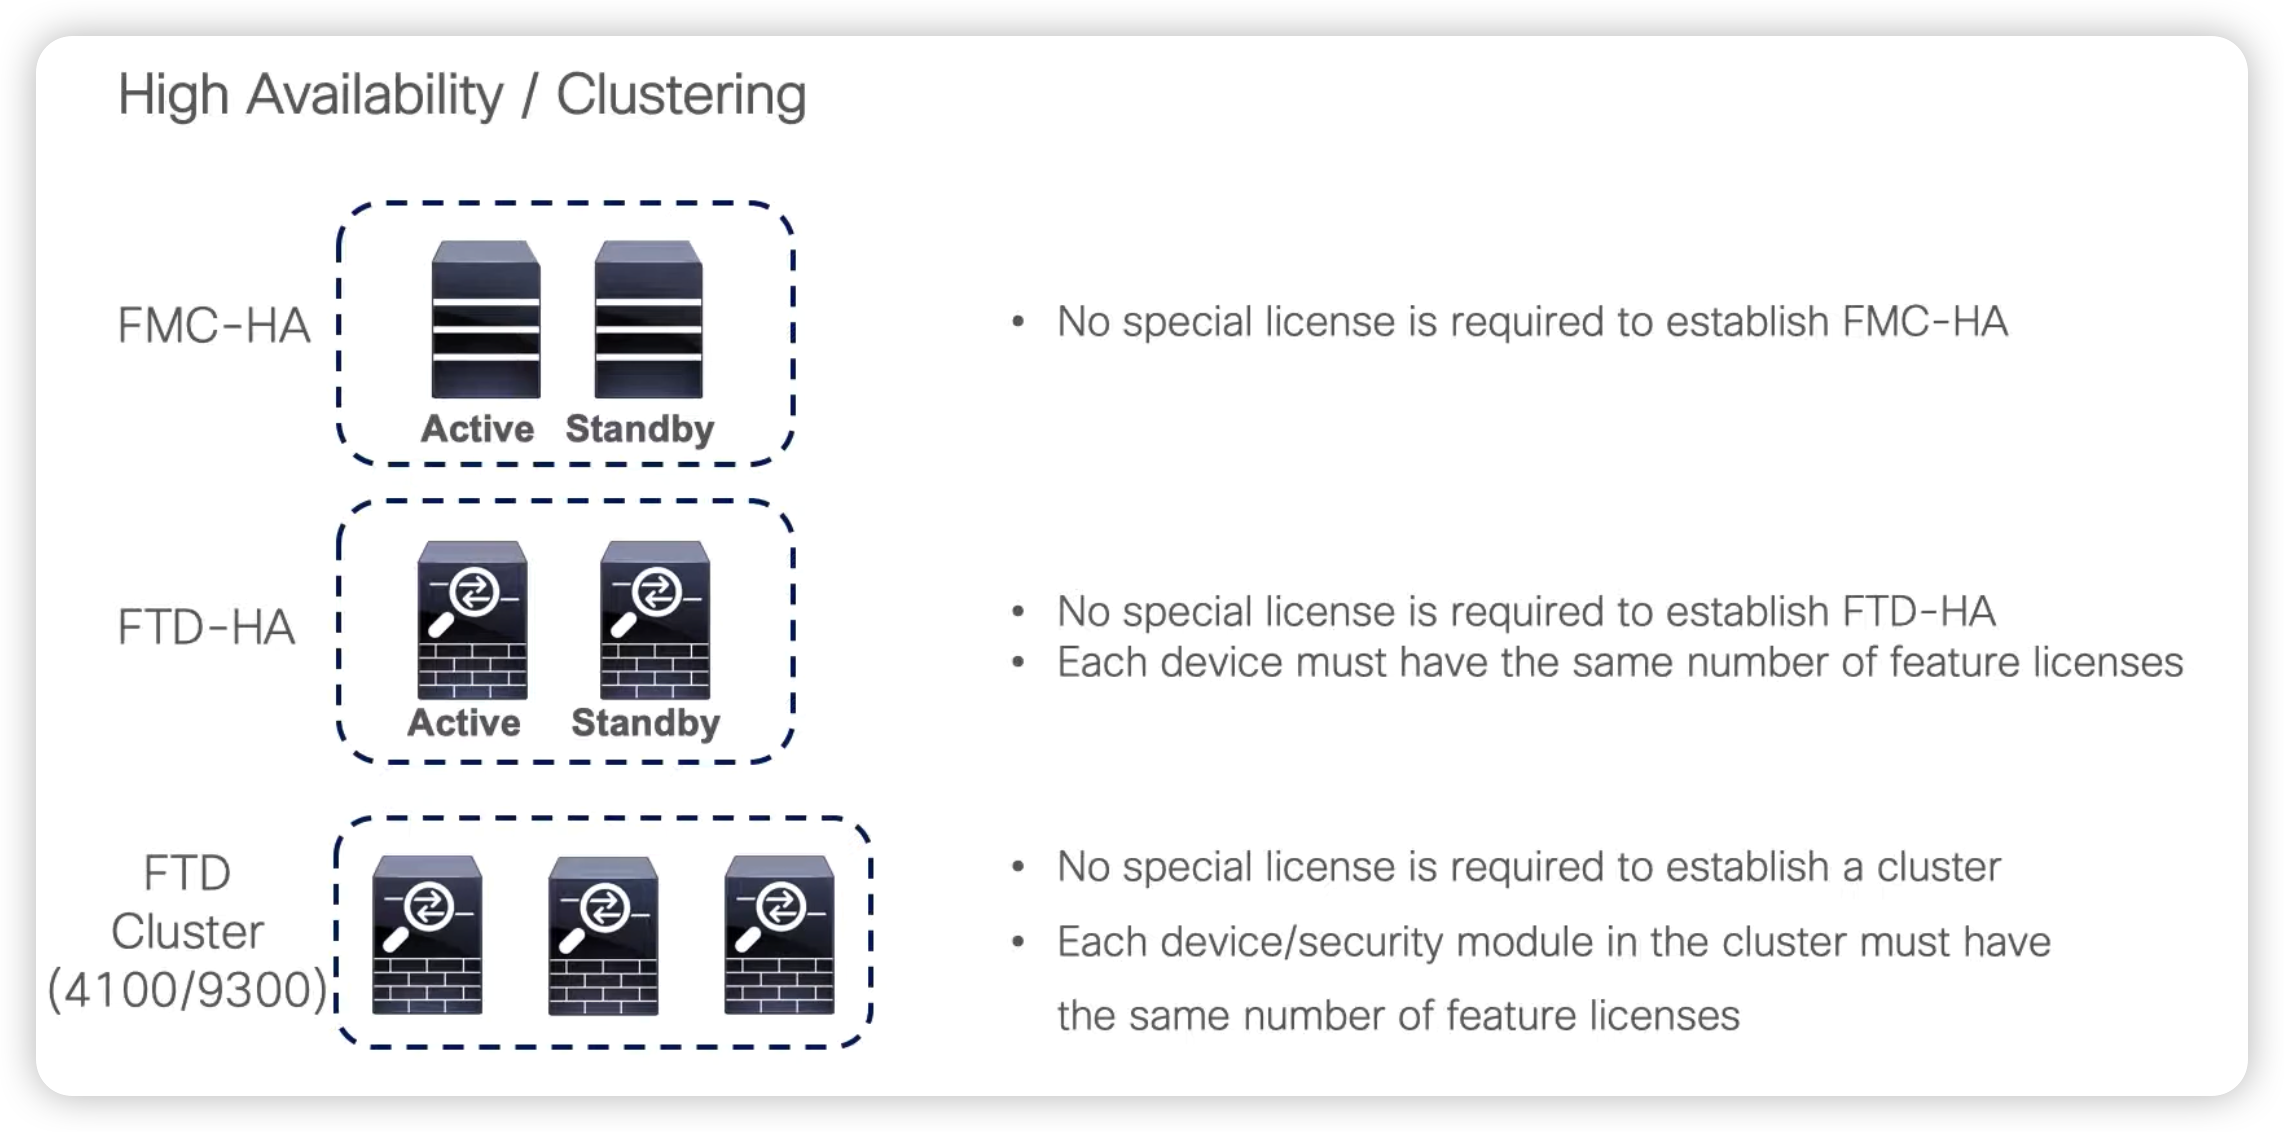 High Availability / Clustering
FMC-HA
Active Standby
• No special license is required to establish FMC-HA
FTD-HA
Active Standby
• No special license is required to establish FTD-HA
• Each device must have the same number of feature licenses
FTD
Cluster
(4100/9300)
• No special license is required to establish a cluster
• Each device/security module in the cluster must have
the same number of feature licenses